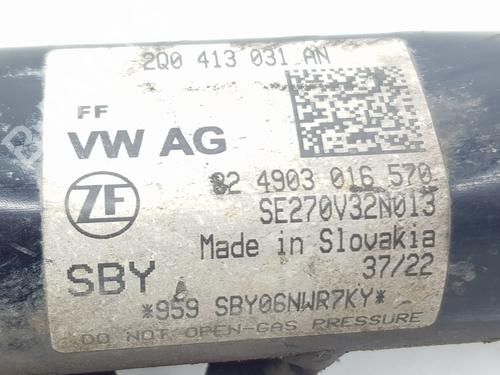 2Q0 413 031 AN
FF
VW AG
ZF
22 4903 016 570
SE270V32N013
Made in Slovakia
SBY
37/22
*959 SBY06NWR7KY*
DO NOT OPEN-GAS PRESSURE